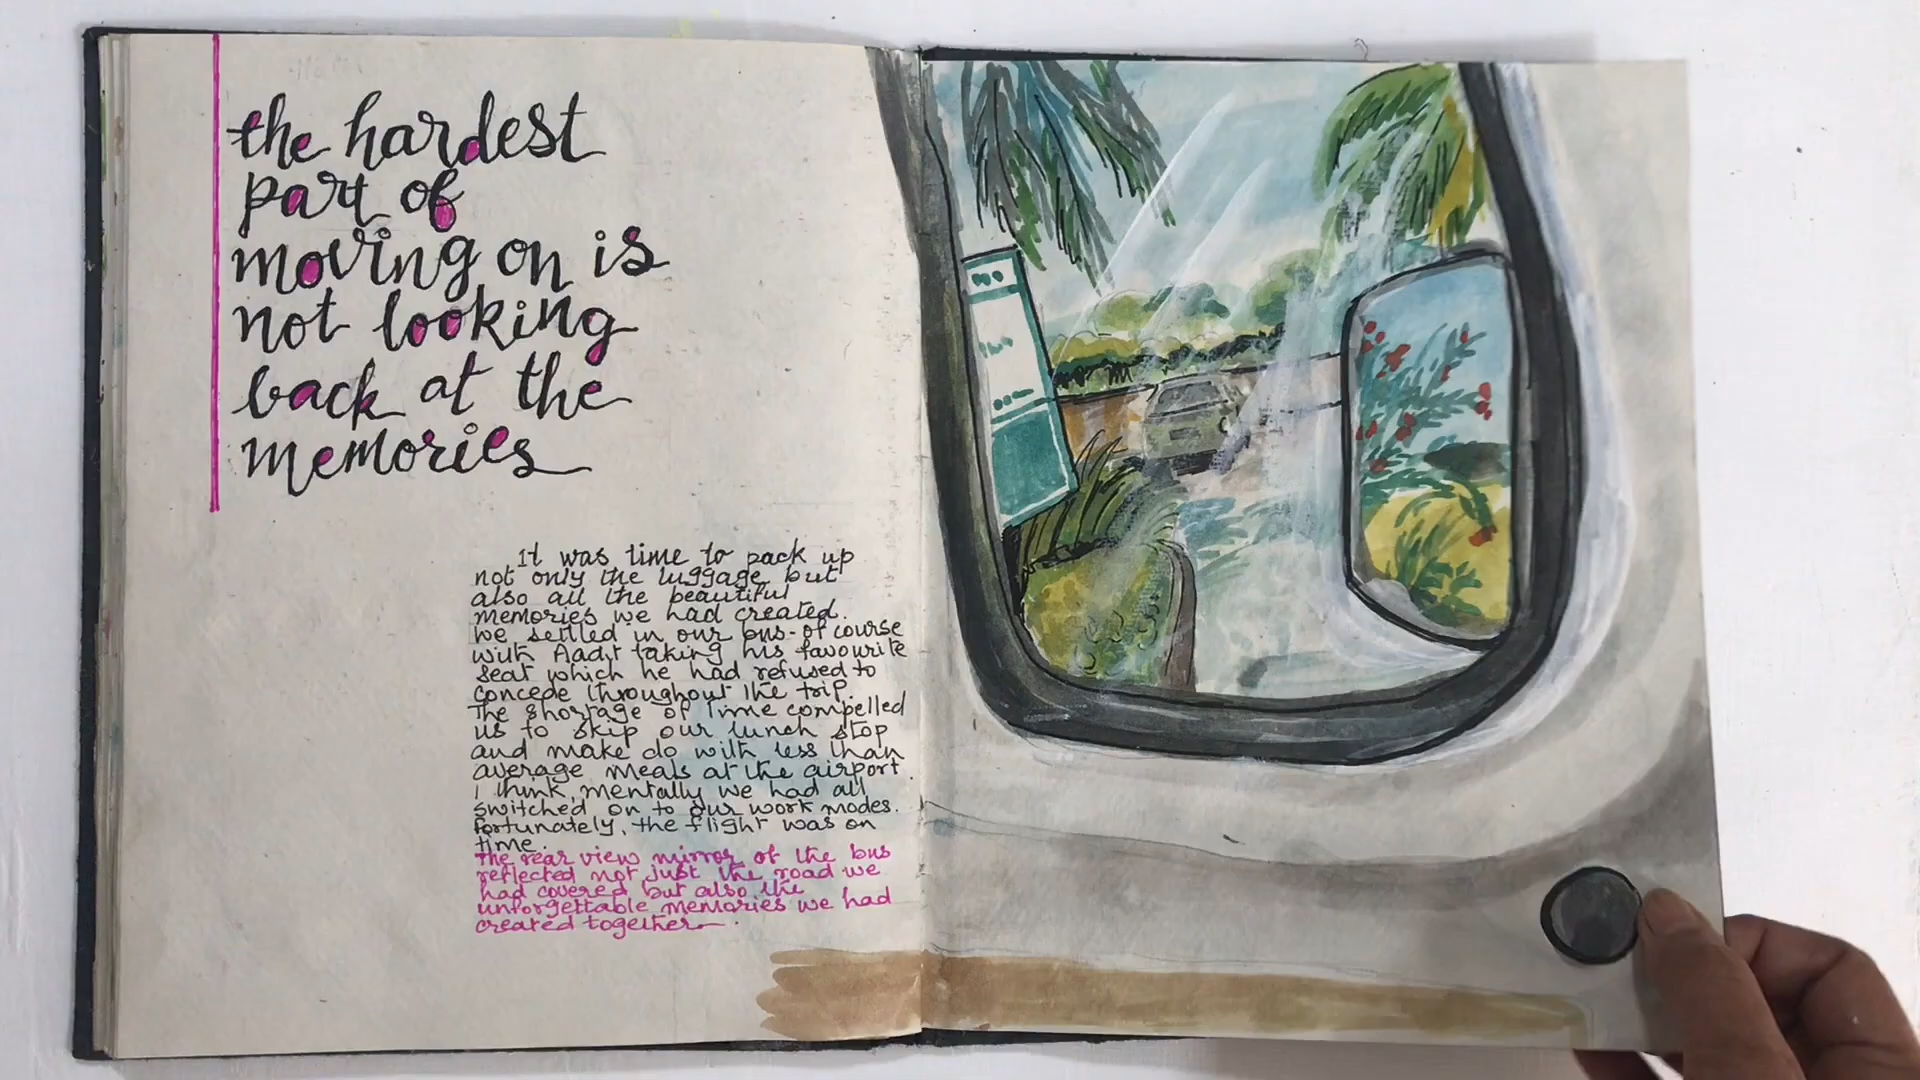 the hardest
part of
moving on is
not looking
back at the
memories
It was time to pack up
not only the luggage but
also all the beautiful
memories we had created.
We settled in our bus - of course
with Aadit taking his favourite
seat which he had refused to
concede throughout the trip.
The shortage of time compelled
us to skip our lunch stop
and make do with less than
average meals at the airport.
I think, mentally we had all
switched on to our work modes.
Fortunately, the flight was on
time.
The rear view mirror of the bus
reflected not just the road we
had covered but also the
unforgettable memories we had
created together.